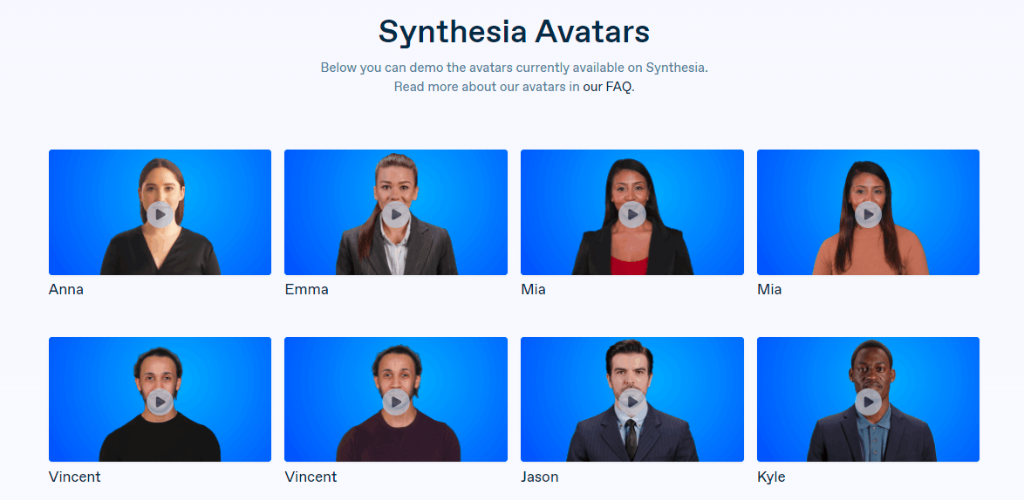 Synthesia Avatars
Below you can demo the avatars currently available on Synthesia.
Read more about our avatars in our FAQ.
Anna
Emma
Mia
Mia
Vincent
Vincent
Jason
Kyle